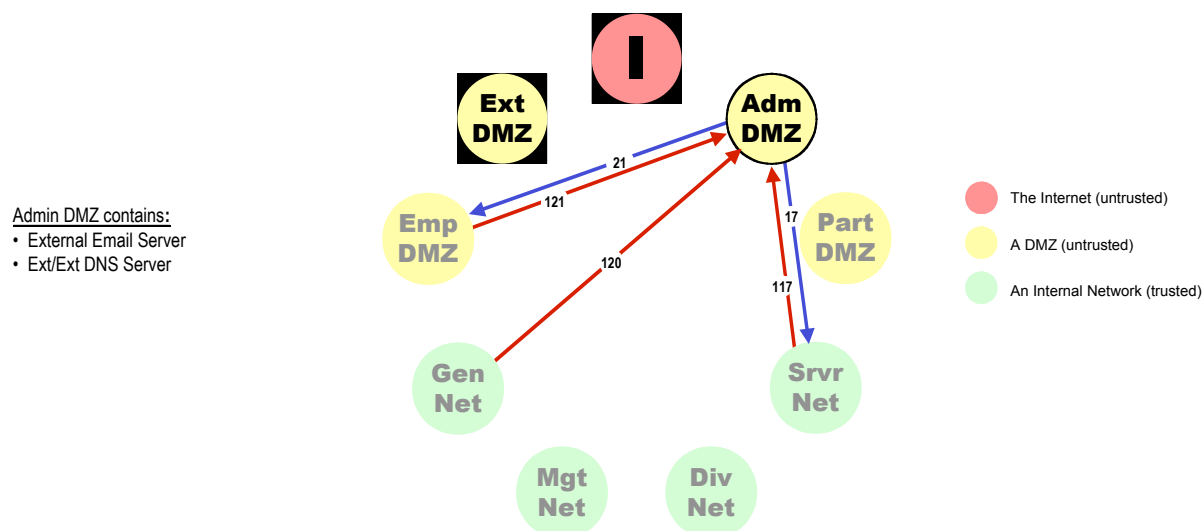 I
Ext
DMZ
Adm
DMZ
21
121
Emp
DMZ
17
Part
DMZ
120
117
Gen
Net
Srvr
Net
Mgt
Net
Div
Net
Admin DMZ contains:
• External Email Server
• Ext/Ext DNS Server
The Internet (untrusted)
A DMZ (untrusted)
An Internal Network (trusted)